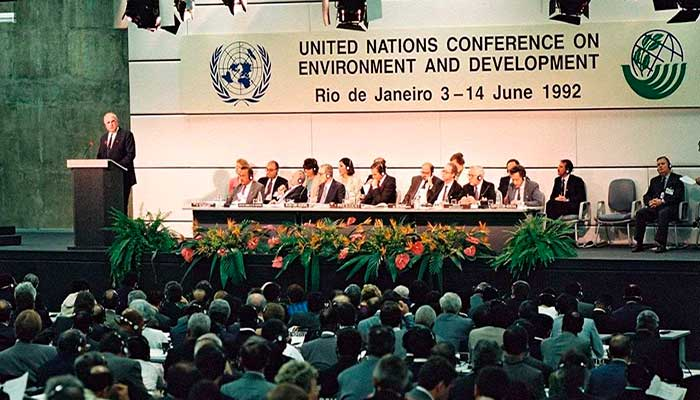 UNITED NATIONS CONFERENCE ON
ENVIRONMENT AND DEVELOPMENT
Rio de Janeiro 3–14 June 1992